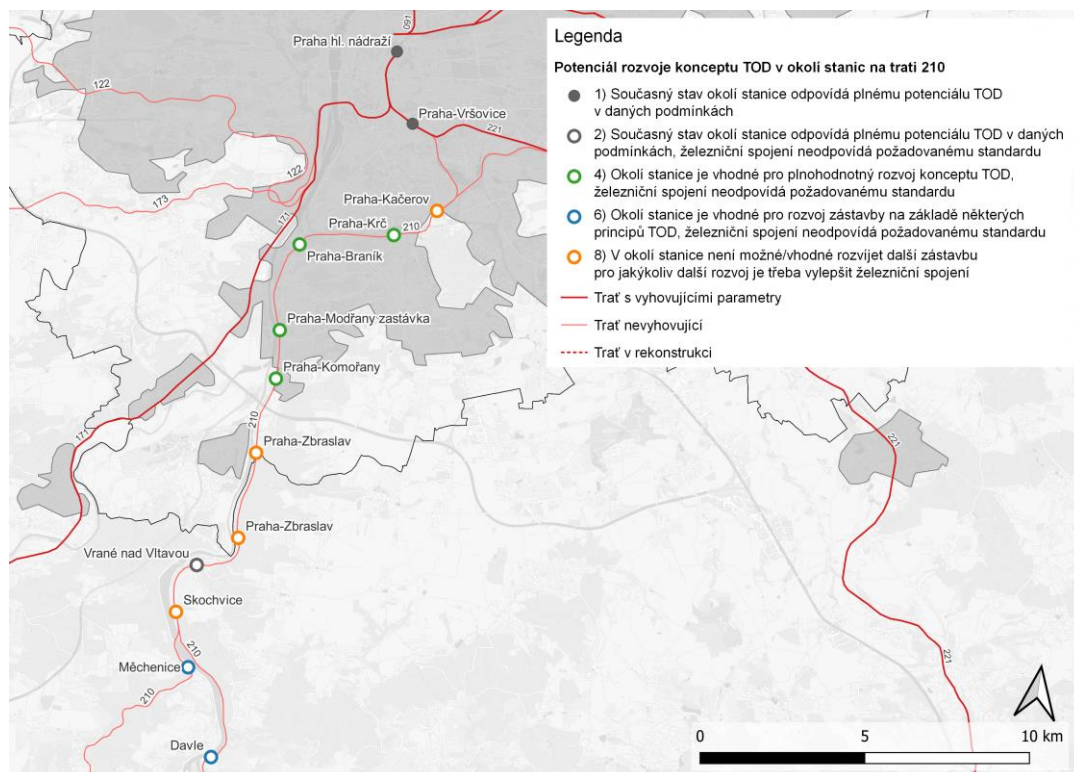 Legenda
Potenciál rozvoje konceptu TOD v okolí stanic na trati 210
1) Současný stav okolí stanice odpovídá plnému potenciálu TOD
v daných podmínkách
2) Současný stav okolí stanice odpovídá plnému potenciálu TOD v daných
podmínkách, železniční spojení neodpovídá požadovanému standardu
4) Okolí stanice je vhodné pro plnohodnotný rozvoj konceptu TOD,
železniční spojení neodpovídá požadovanému standardu
6) Okolí stanice je vhodné pro rozvoj zástavby na základě některých
principů TOD, železniční spojení neodpovídá požadovanému standardu
8) V okolí stanice není možné/vhodné rozvíjet další zástavbu
pro jakýkoliv další rozvoj je třeba vylepšit železniční spojení
Trať s vyhovujícími parametry
Trať nevyhovující
Trať v rekonstrukci
091
Praha hl. nádraží
122
Praha-Vršovice
221
122
173
171
Praha-Kačerov
Praha-Krč
210
Praha-Braník
Praha-Modřany zastávka
Praha-Komořany
210
171
Praha-Zbraslav
221
Praha-Zbraslav
Vrané nad Vltavou
Skochvice
210
Měchenice
210
221
Davle
0
5
10 km